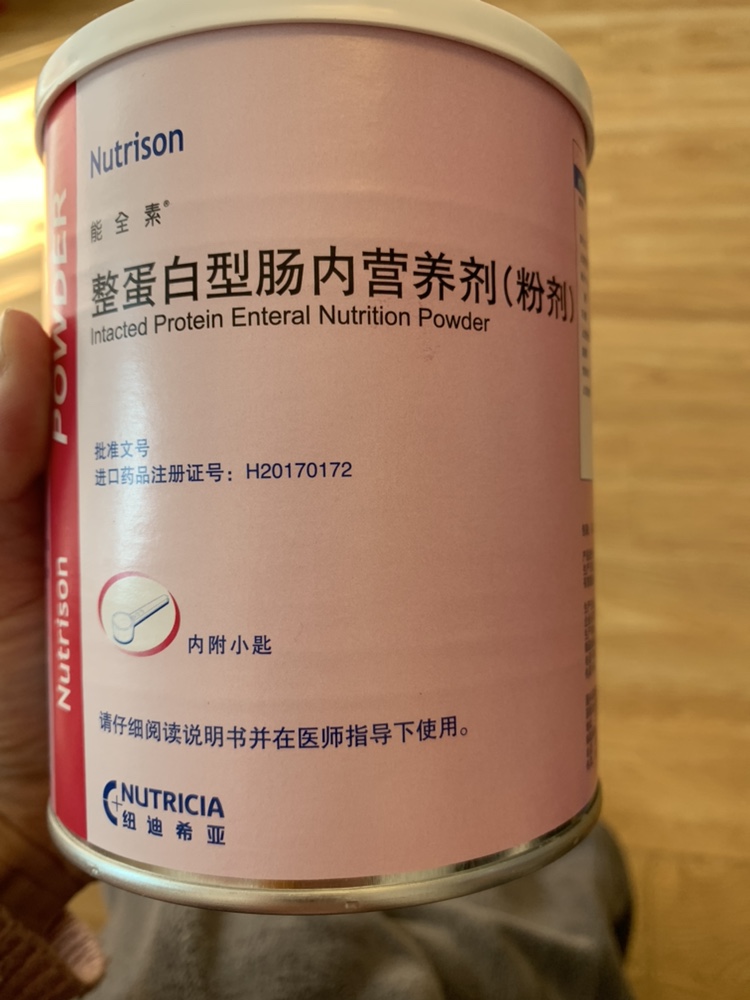 Nutrison
能全素®
整蛋白型肠内营养剂(粉剂)
Intacted Protein Enteral Nutrition Powder
批准文号
进口药品注册证号：H20170172
内附小匙
请仔细阅读说明书并在医师指导下使用。
NUTRICIA
纽迪希亚
Nutrison
POWDER